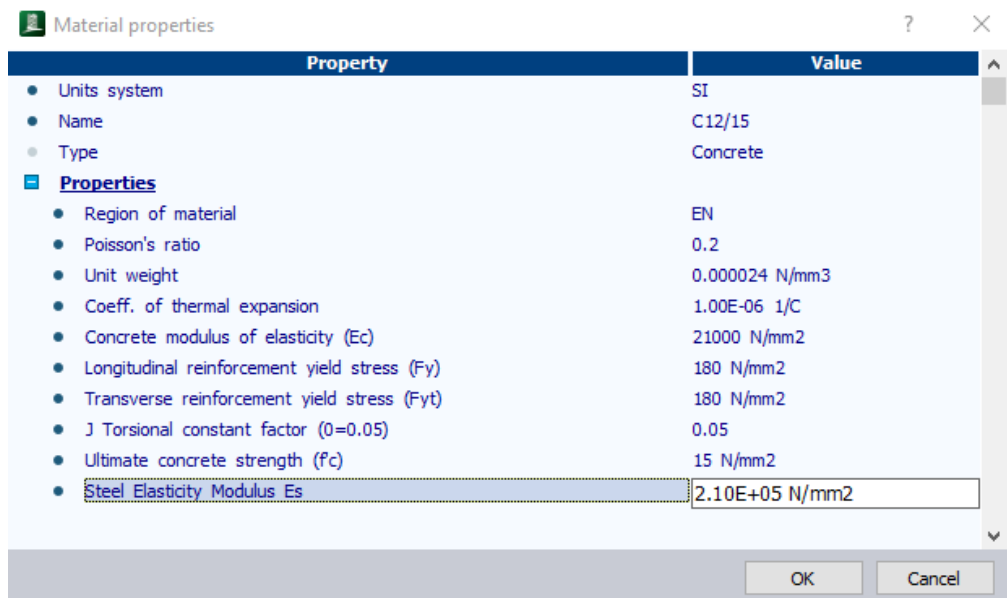 Material properties ? ×
Property Value
Units system SI
Name C12/15
Type Concrete
Properties
Region of material EN
Poisson's ratio 0.2
Unit weight 0.000024 N/mm3
Coeff. of thermal expansion 1.00E-06 1/C
Concrete modulus of elasticity (Ec) 21000 N/mm2
Longitudinal reinforcement yield stress (Fy) 180 N/mm2
Transverse reinforcement yield stress (Fyt) 180 N/mm2
J Torsional constant factor (0=0.05) 0.05
Ultimate concrete strength (f'c) 15 N/mm2
Steel Elasticity Modulus Es 2.10E+05 N/mm2
OK Cancel